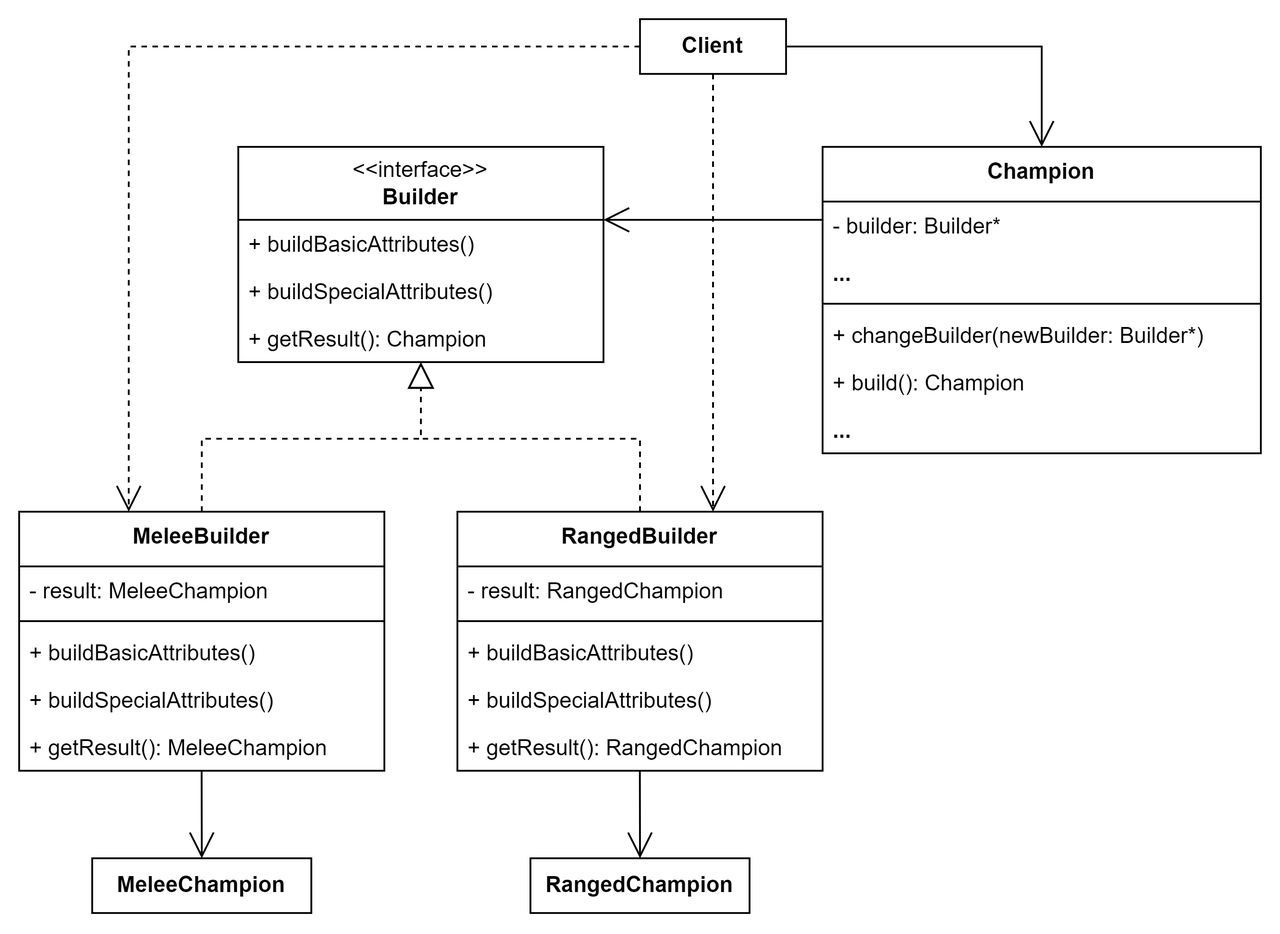 Client
<<interface>>
Builder
+ buildBasicAttributes()
+ buildSpecialAttributes()
+ getResult(): Champion
Champion
- builder: Builder*
...
+ changeBuilder(newBuilder: Builder*)
+ build(): Champion
...
MeleeBuilder
- result: MeleeChampion
+ buildBasicAttributes()
+ buildSpecialAttributes()
+ getResult(): MeleeChampion
RangedBuilder
- result: RangedChampion
+ buildBasicAttributes()
+ buildSpecialAttributes()
+ getResult(): RangedChampion
MeleeChampion
RangedChampion